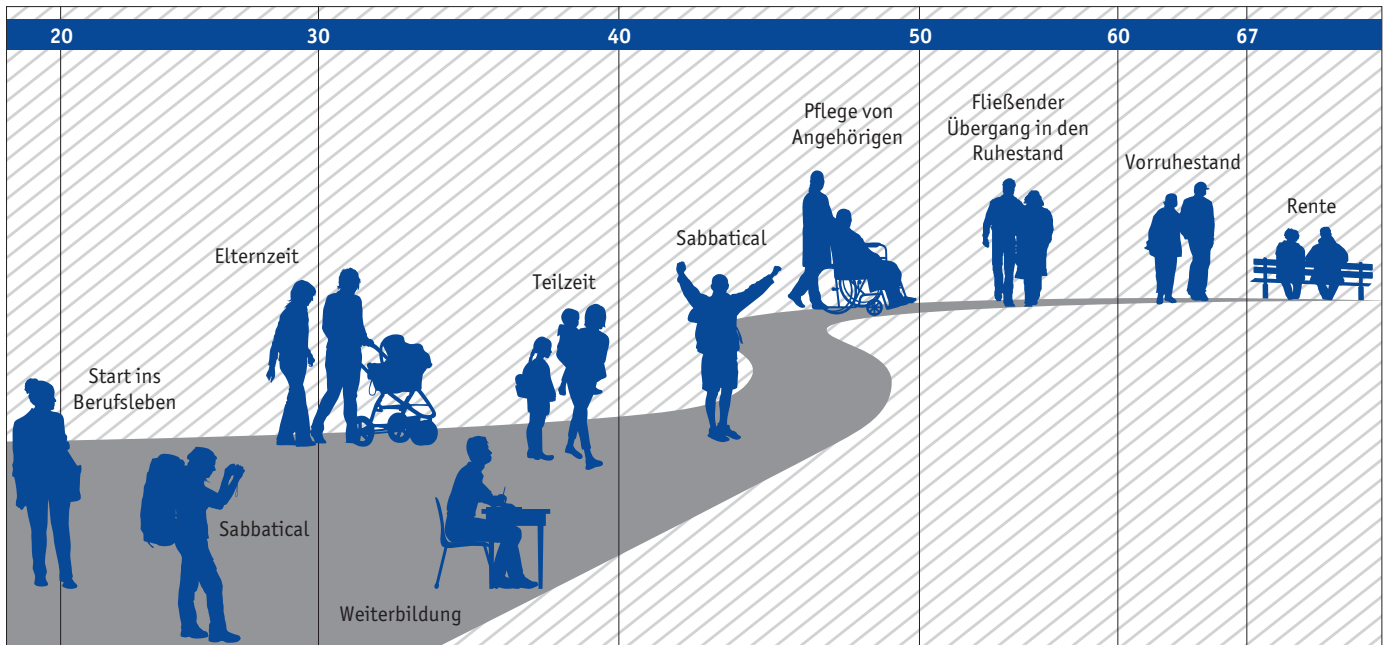 20 30 40 50 60 67
Start ins
Berufsleben
Sabbatical
Elternzeit
Weiterbildung
Teilzeit
Sabbatical
Pflege von
Angehörigen
Fließender
Übergang in den
Ruhestand
Vorruhestand
Rente